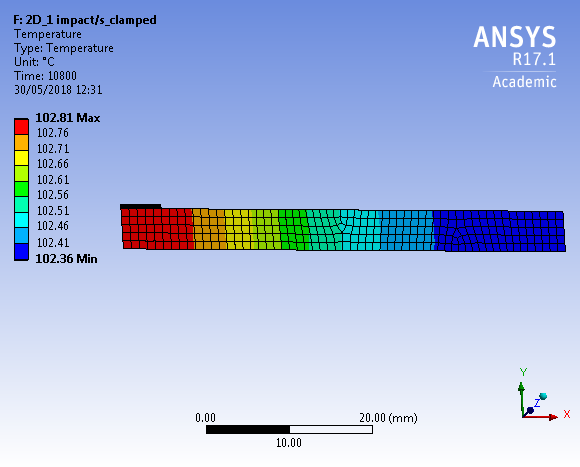 F: 2D_1 impact/s_clamped
Temperature
Type: Temperature
Unit: °C
Time: 10800
30/05/2018 12:31
ANSYS
R17.1
Academic
102.81 Max
102.76
102.71
102.66
102.61
102.56
102.51
102.46
102.41
102.36 Min
0.00
20.00 (mm)
10.00
Y
Z
X